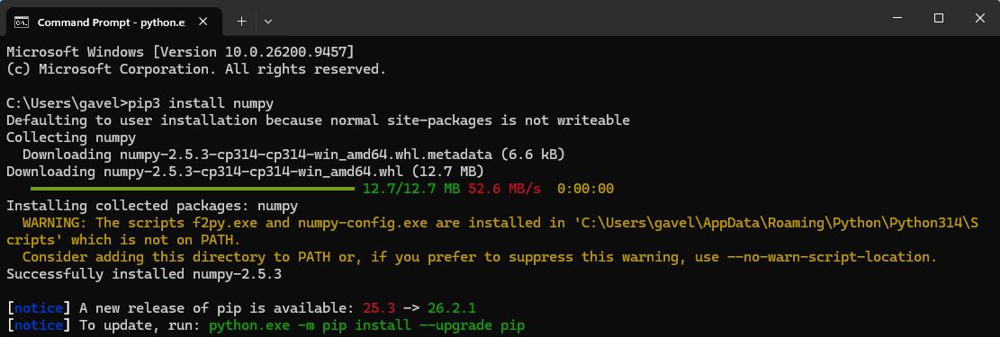 Command Prompt - python.e
Microsoft Windows [Version 10.0.26200.9457]
(c) Microsoft Corporation. All rights reserved.
C:\Users\gavel>pip3 install numpy
Defaulting to user installation because normal site-packages is not writeable
Collecting numpy
  Downloading numpy-2.5.3-cp314-cp314-win_amd64.whl.metadata (6.6 kB)
Downloading numpy-2.5.3-cp314-cp314-win_amd64.whl (12.7 MB)
12.7/12.7 MB 52.6 MB/s  0:00:00
Installing collected packages: numpy
  WARNING: The scripts f2py.exe and numpy-config.exe are installed in 'C:\Users\gavel\AppData\Roaming\Python\Python314\S
cripts' which is not on PATH.
  Consider adding this directory to PATH or, if you prefer to suppress this warning, use --no-warn-script-location.
Successfully installed numpy-2.5.3
[notice] A new release of pip is available: 25.3 -> 26.2.1
[notice] To update, run: python.exe -m pip install --upgrade pip